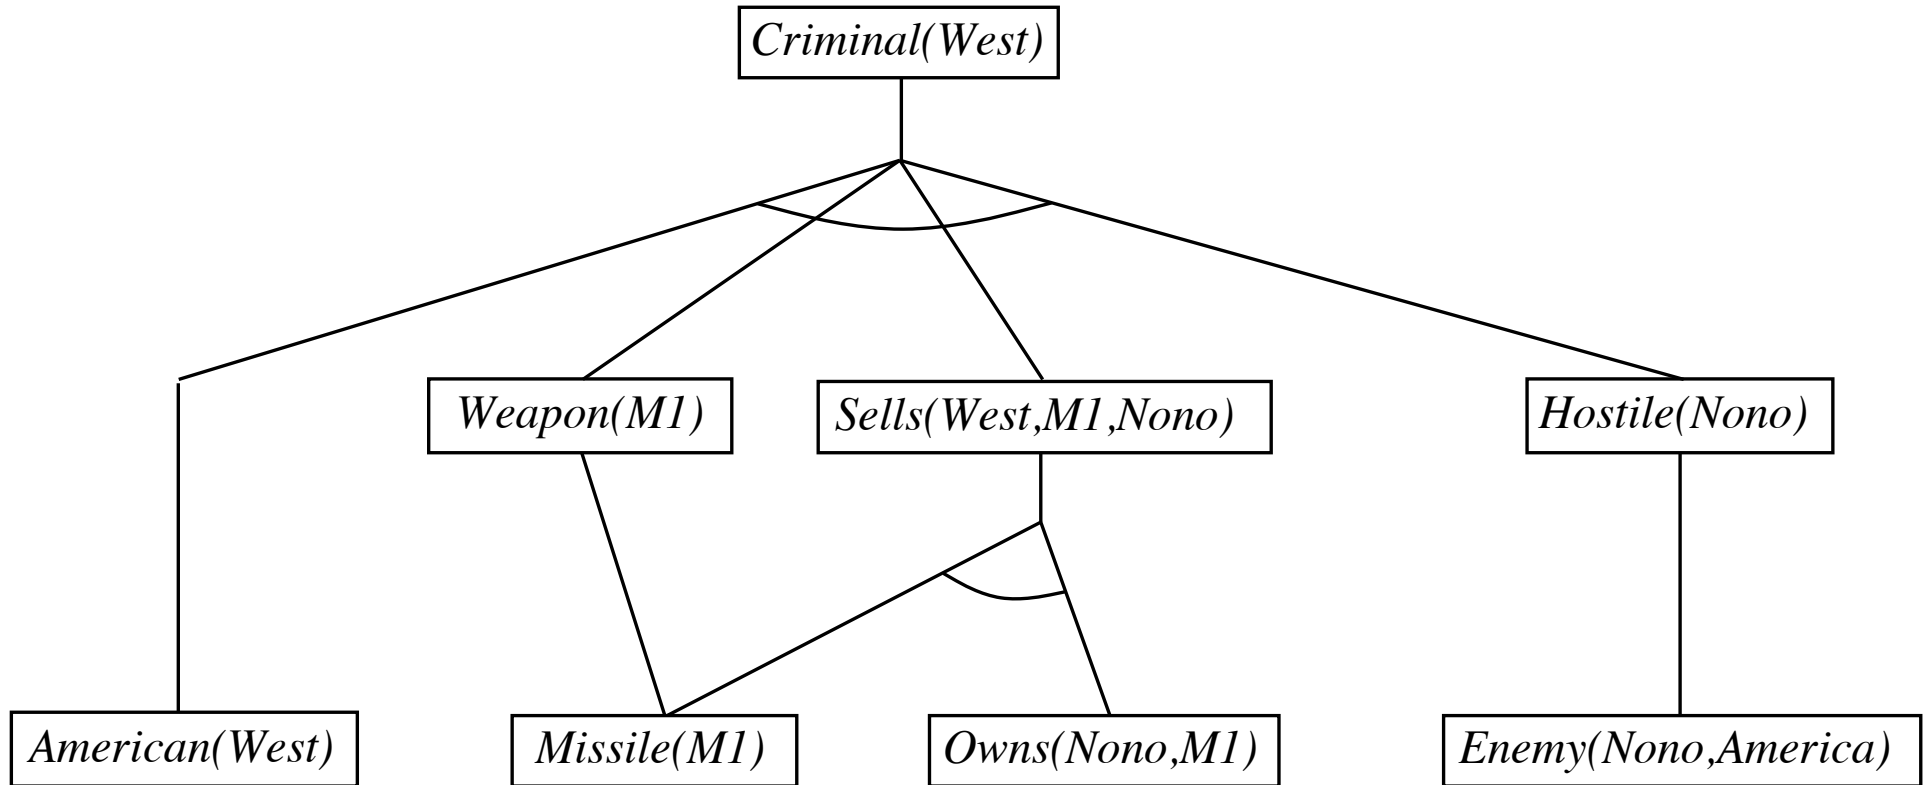 Criminal(West)
Weapon(M1)
Sells(West,M1,Nono)
Hostile(Nono)
American(West)
Missile(M1)
Owns(Nono,M1)
Enemy(Nono,America)